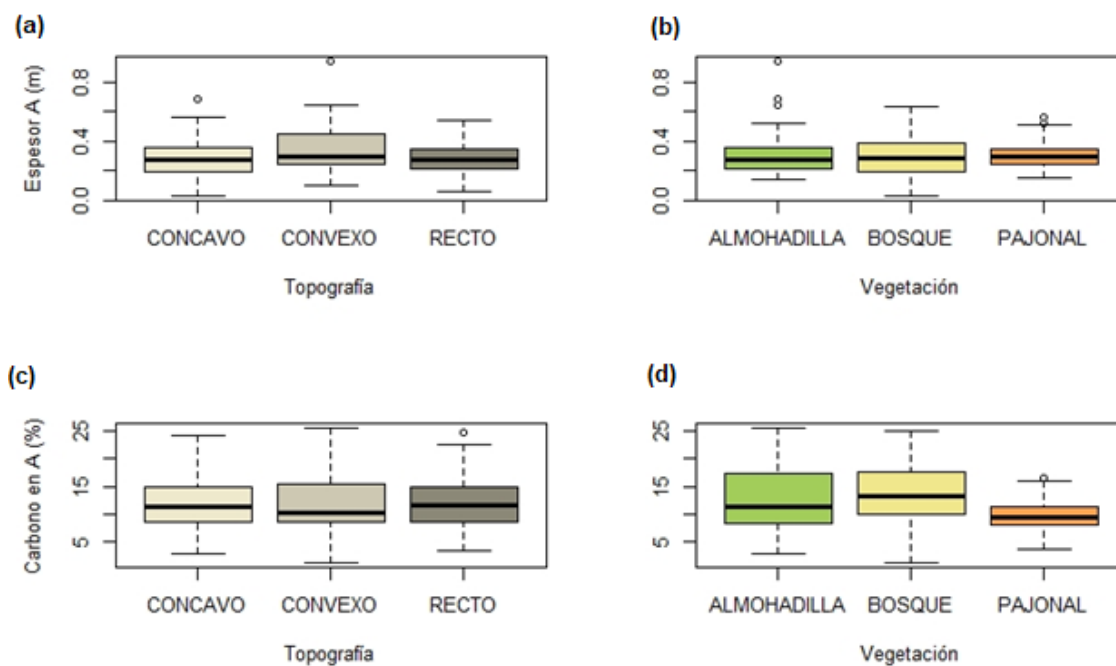 (a)
Espesor A (m)
0.8
0.4
0.0
CONCAVO CONVEXO RECTO
Topografía
(b)
0.8
0.4
0.0
ALMOHADILLA BOSQUE PAJONAL
Vegetación
(c)
Carbono en A (%)
25
15
5
CONCAVO CONVEXO RECTO
Topografía
(d)
25
15
5
ALMOHADILLA BOSQUE PAJONAL
Vegetación